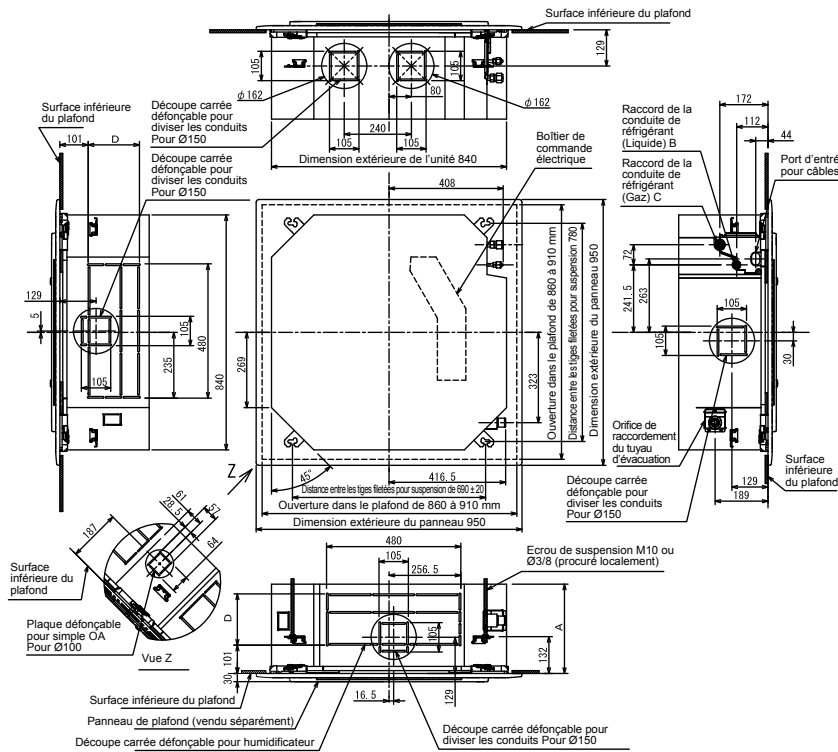 Surface inférieure du plafond
129
105
105
φ162
φ162
80
240
105
105
Dimension extérieure de l'unité 840
Découpe carrée
défonçable pour
diviser les conduits
Pour Ø150
Découpe carrée
défonçable pour
diviser les conduits
Pour Ø150
Surface inférieure
du plafond
101
D
129
5
105
105
235
480
840
Boîtier de
commande
électrique
408
269
323
Ouverture dans le plafond de 860 à 910 mm
Distance entre les tiges filetées pour suspension 780
Dimension extérieure du panneau 950
45°
416.5
Distance entre les tiges filetées pour suspension de 690±20
Ouverture dans le plafond de 860 à 910 mm
Dimension extérieure du panneau 950
Z
172
112
44
Raccord de la
conduite de
réfrigérant
(Liquide) B
Raccord de la
conduite de
réfrigérant
(Gaz) C
Port d'entré
pour câbles
72
241.5
263
105
105
30
Orifice de
raccordement
du tuyau
d'évacuation
129
189
Surface
inférieure
du plafond
Découpe carrée
défonçable pour
diviser les conduits
Pour Ø150
61
28.5
57
187
64
Surface
inférieure du
plafond
Plaque défonçable
pour simple OA
Pour Ø100
Vue Z
480
105
256.5
Ecrou de suspension M10 ou
Ø3/8 (procuré localement)
D
101
30
105
A
132
129
16.5
Surface inférieure du plafond
Panneau de plafond (vendu séparément)
Découpe carrée défonçable pour humidificateur
Découpe carrée défonçable pour
diviser les conduits Pour Ø150